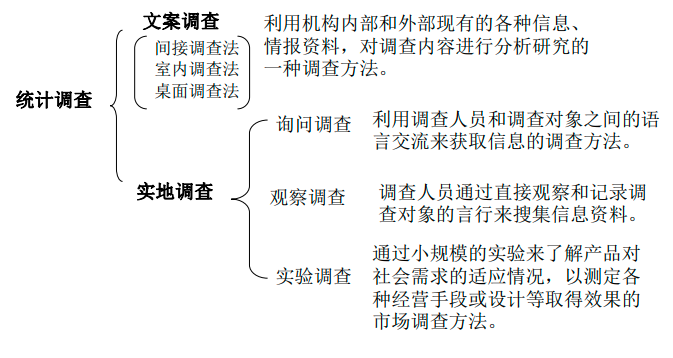 文案调查
间接调查法
室内调查法
桌面调查法
利用机构内部和外部现有的各种信息、
情报资料，对调查内容进行分析研究的
一种调查方法。
统计调查
实地调查
询问调查
利用调查人员和调查对象之间的语
言交流来获取信息的调查方法。
观察调查
调查人员通过直接观察和记录调
查对象的言行来搜集信息资料。
实验调查
通过小规模的实验来了解产品对
社会需求的适应情况，以测定各
种经营手段或设计等取得效果的
市场调查方法。